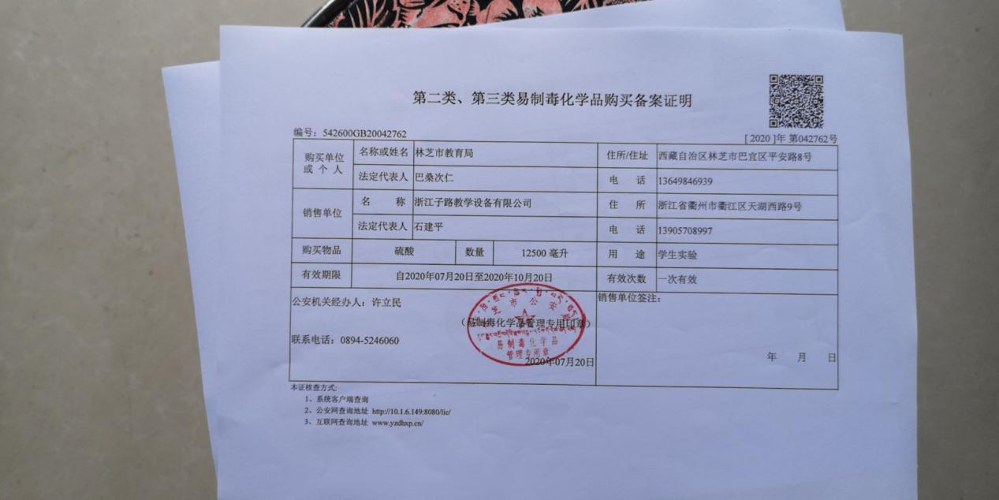 第二类、第三类易制毒化学品购买备案证明
编号：542600GB20042762
[ 2020 ]年 第042762号
购买单位或个人 名称或姓名 林芝市教育局 住所/住址 西藏自治区林芝市巴宜区平安路8号
法定代表人 巴桑次仁 电 话 13649846939
销售单位 名 称 浙江子路教学设备有限公司 住 所 浙江省衢州市衢江区天湖西路9号
法定代表人 石建平 电 话 13905708997
购买物品 硫酸 数量 12500 毫升 用 途 学生实验
有效期限 自2020年07月20日至2020年10月20日 有效次数 一次有效
公安机关经办人：许立民 销售单位签注：
（易制毒化学品管理专用印章）
联系电话：0894-5246060
2020年07月20日
年 月 日
芝市公安局
易制毒化学品
管理专用章
本证核查方式:
1、系统客户端查询
2、公安网查询地址 http://10.1.6.149:8080/lic/
3、互联网查询地址 www.yzdhxp.cn/